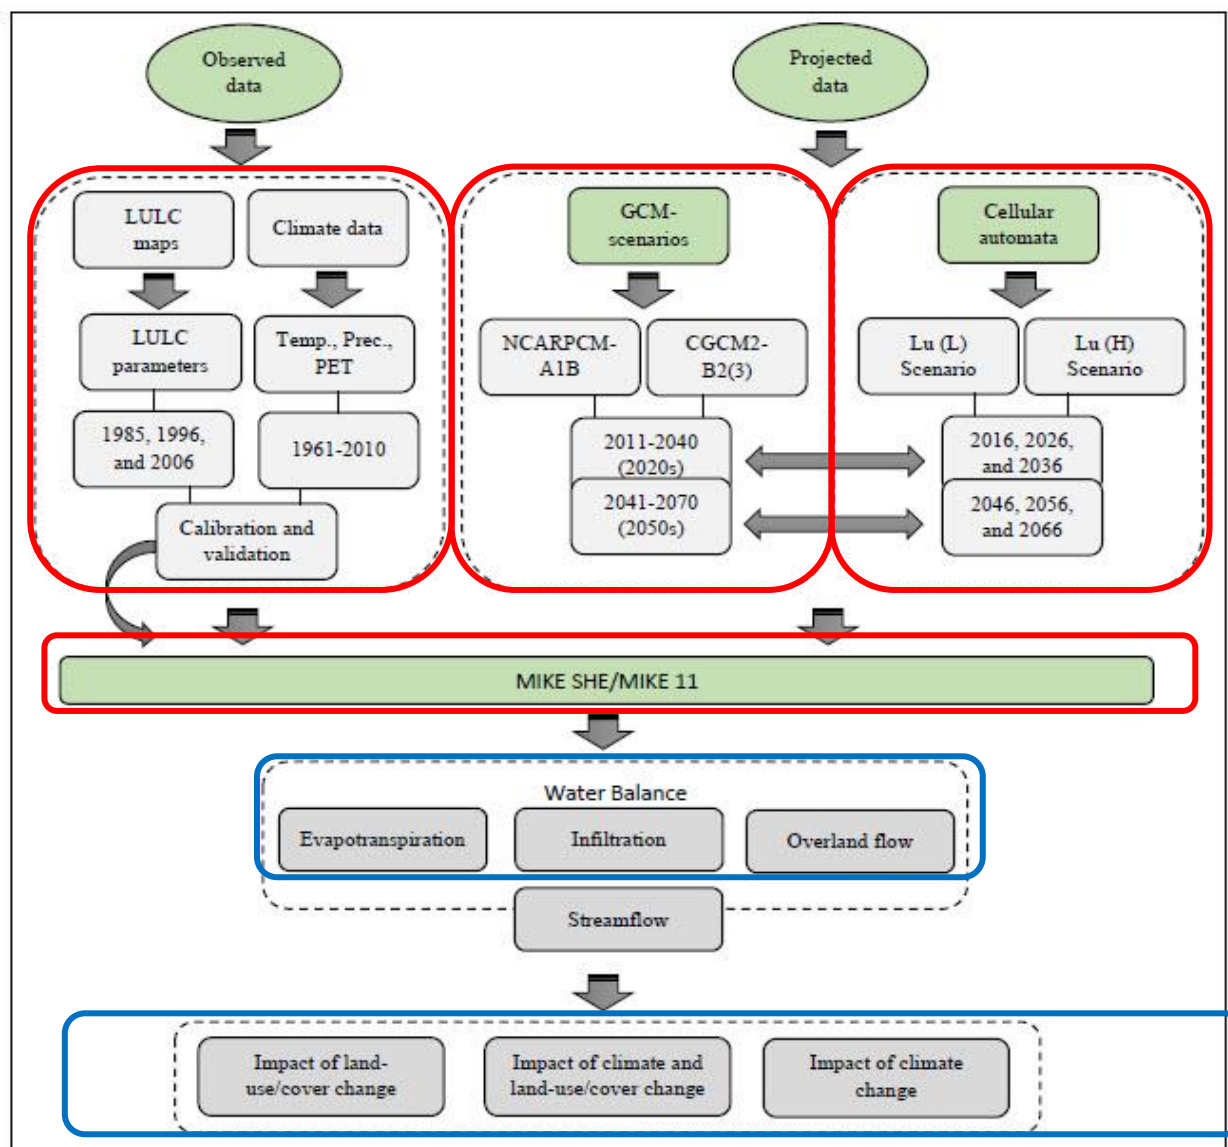 Observed
data
Projected
data
LULC
maps
Climate data
GCM-
scenarios
Cellular
automata
LULC
parameters
Temp., Prec.,
PET
NCARPCM-
A1B
CGCM2-
B2(3)
Lu (L)
Scenario
Lu (H)
Scenario
1985, 1996,
and 2006
1961-2010
2011-2040
(2020s)
2016, 2026,
and 2036
2041-2070
(2050s)
2046, 2056,
and 2066
Calibration and
validation
MIKE SHE/MIKE 11
Water Balance
Evapotranspiration
Infiltration
Overland flow
Streamflow
Impact of land-
use/cover change
Impact of climate and
land-use/cover change
Impact of climate
change